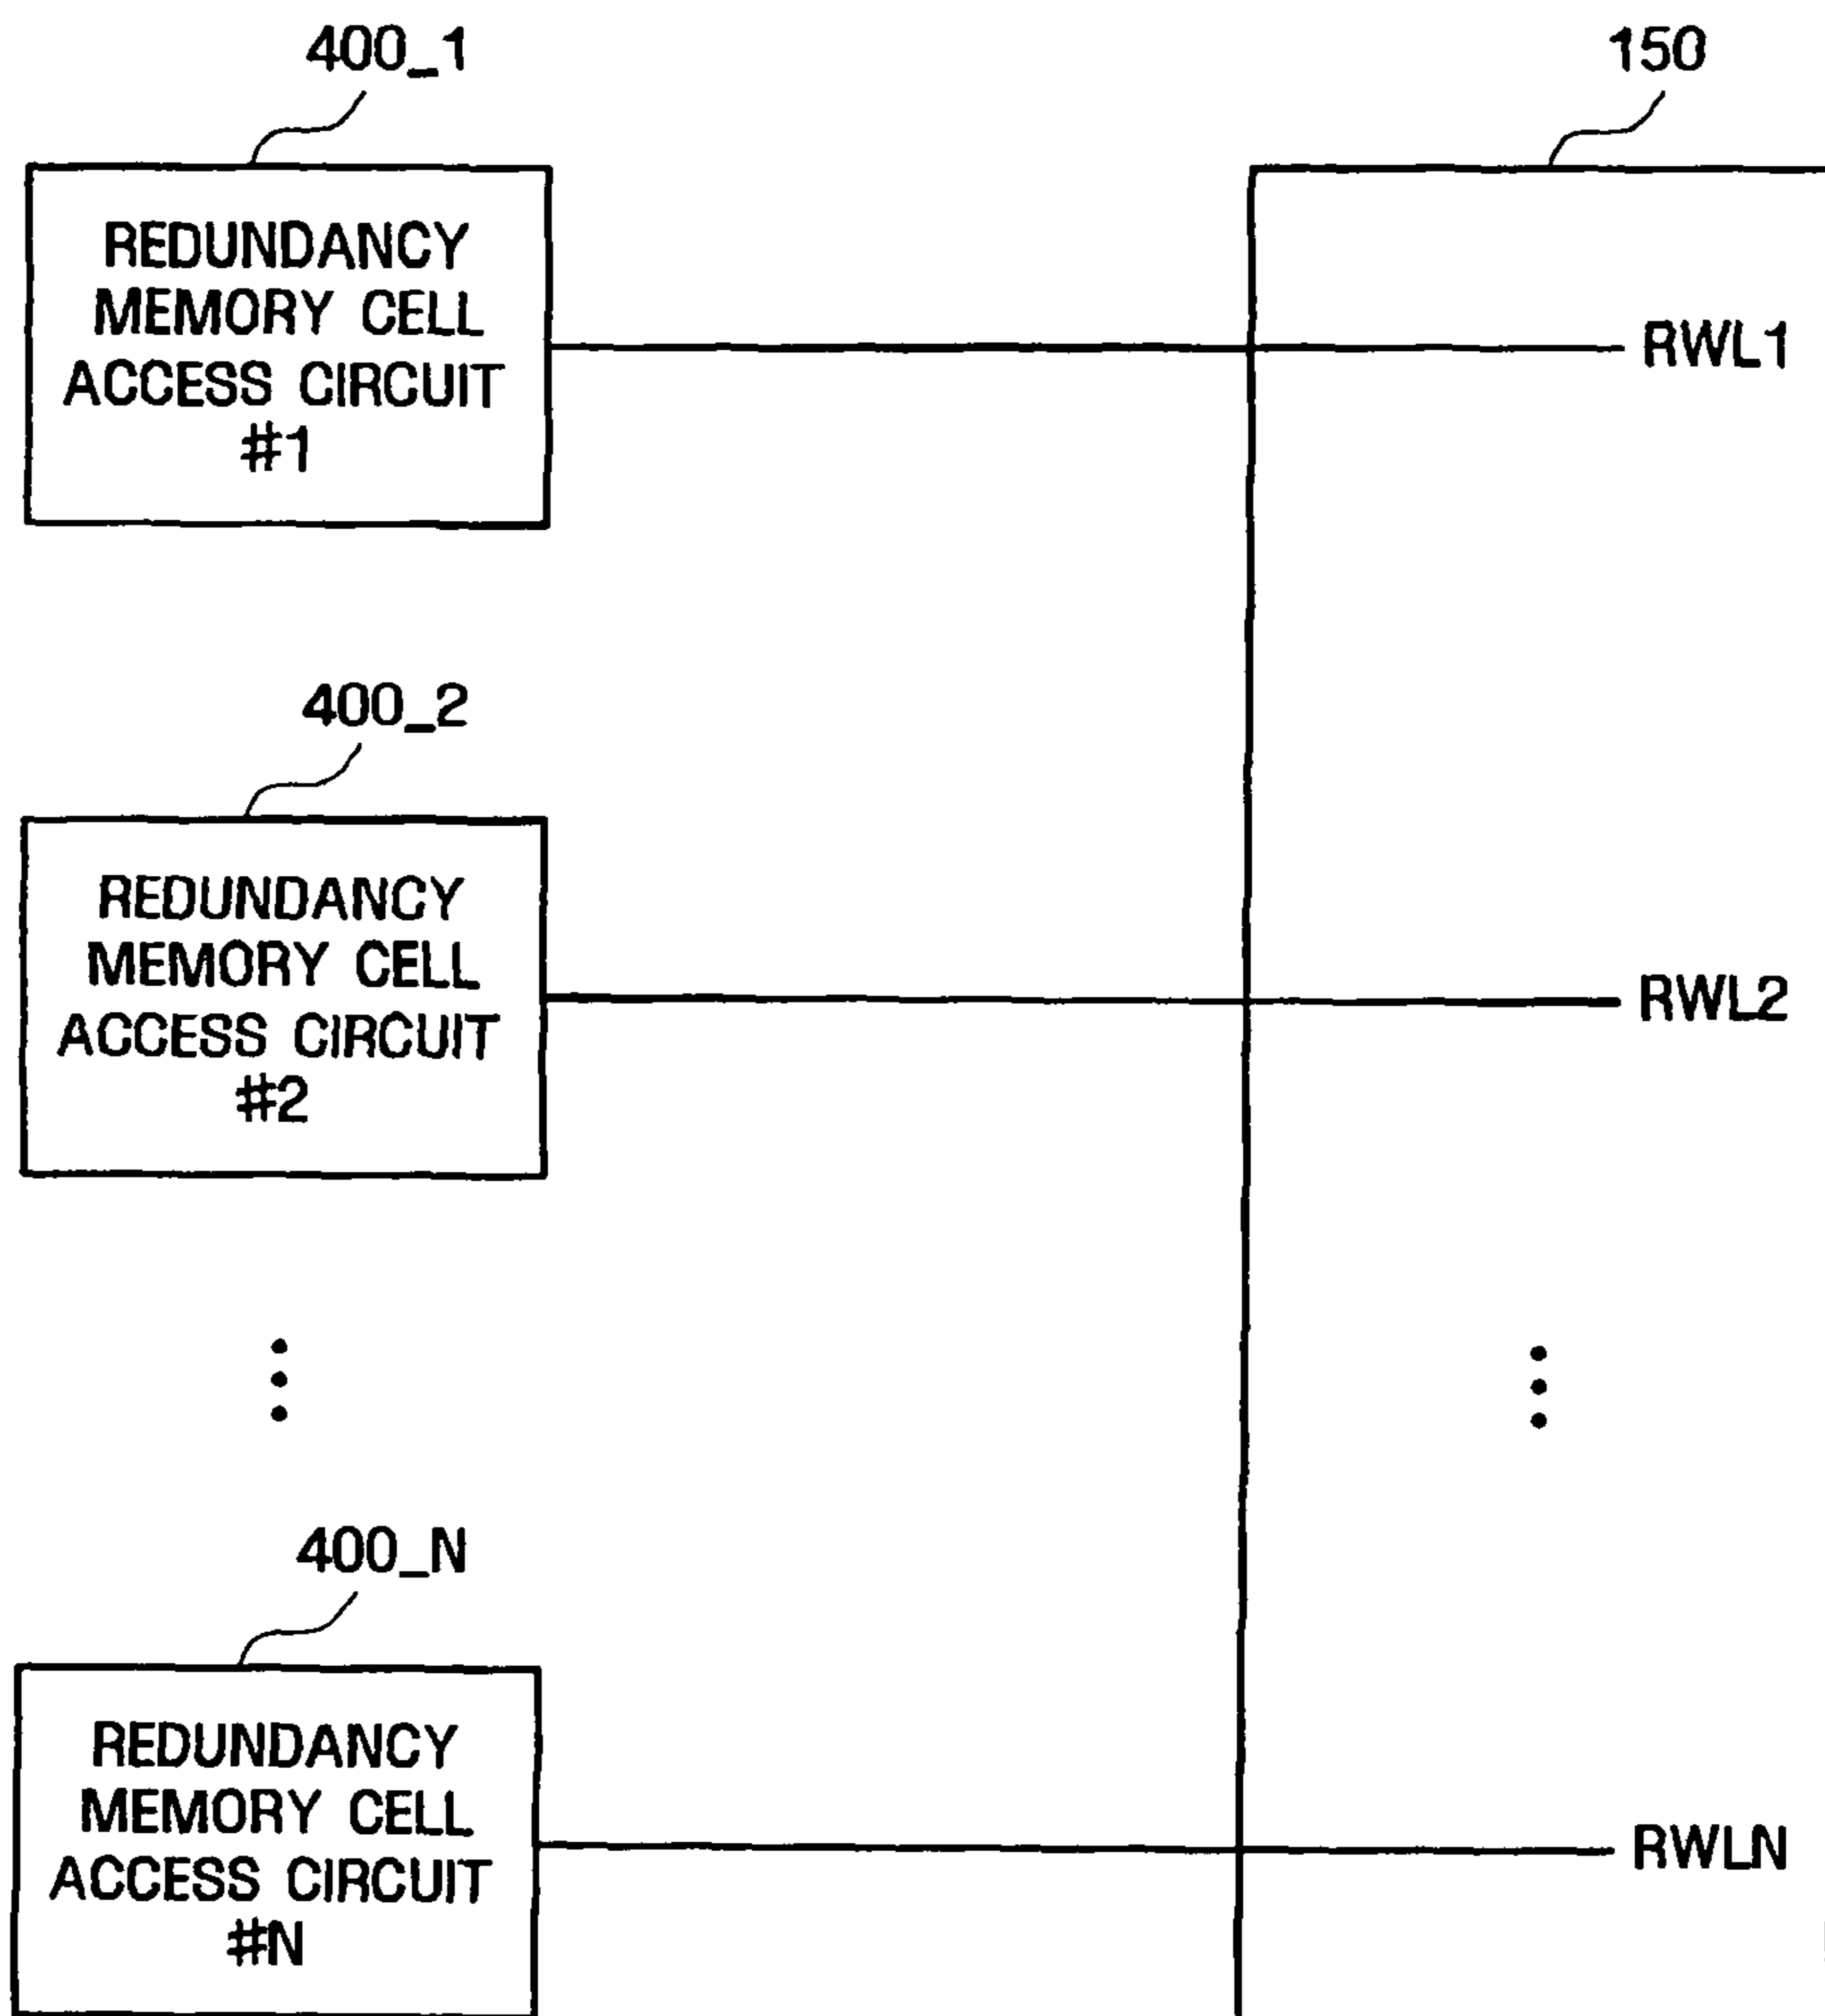 400_1
150
REDUNDANCY
MEMORY CELL
ACCESS CIRCUIT
#1
RWL1
400_2
REDUNDANCY
MEMORY CELL
ACCESS CIRCUIT
#2
RWL2
400_N
REDUNDANCY
MEMORY CELL
ACCESS CIRCUIT
#N
RWLN